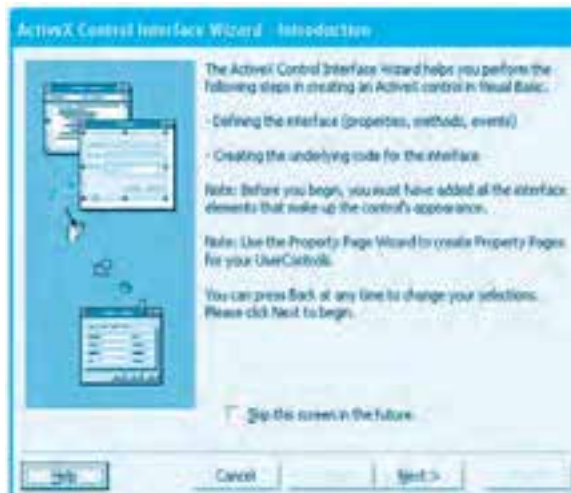 ActiveX Control Interface Wizard - Introduction
The ActiveX Control Interface Wizard helps you perform the
following steps in creating an ActiveX control in Visual Basic.
- Defining the interface (properties, methods, events)
- Creating the underlying code for the interface
Note: Before you begin, you must have added all the interface
elements that make up the control's appearance.
Note: Use the Property Page Wizard to create Property Pages
for your UserControls.
You can press Back at any time to change your selections.
Please click Next to begin.
Skip this screen in the future.
Help
Cancel
Next >